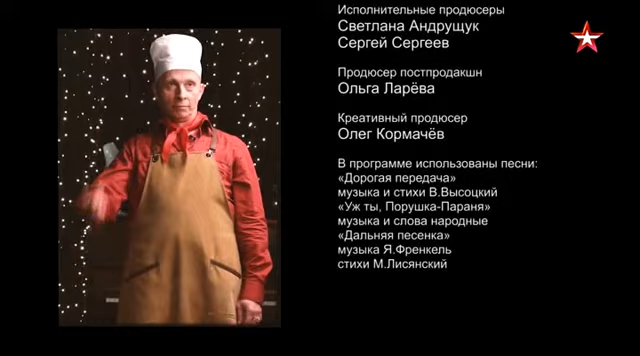 Исполнительные продюсеры
Светлана Андрущук
Сергей Сергеев
Продюсер постпродакшн
Ольга Ларёва
Креативный продюсер
Олег Кормачёв
В программе использованы песни:
«Дорогая передача»
музыка и стихи В.Высоцкий
«Уж ты, Порушка-Параня»
музыка и слова народные
«Дальняя песенка»
музыка Я.Френкель
стихи М.Лисянский